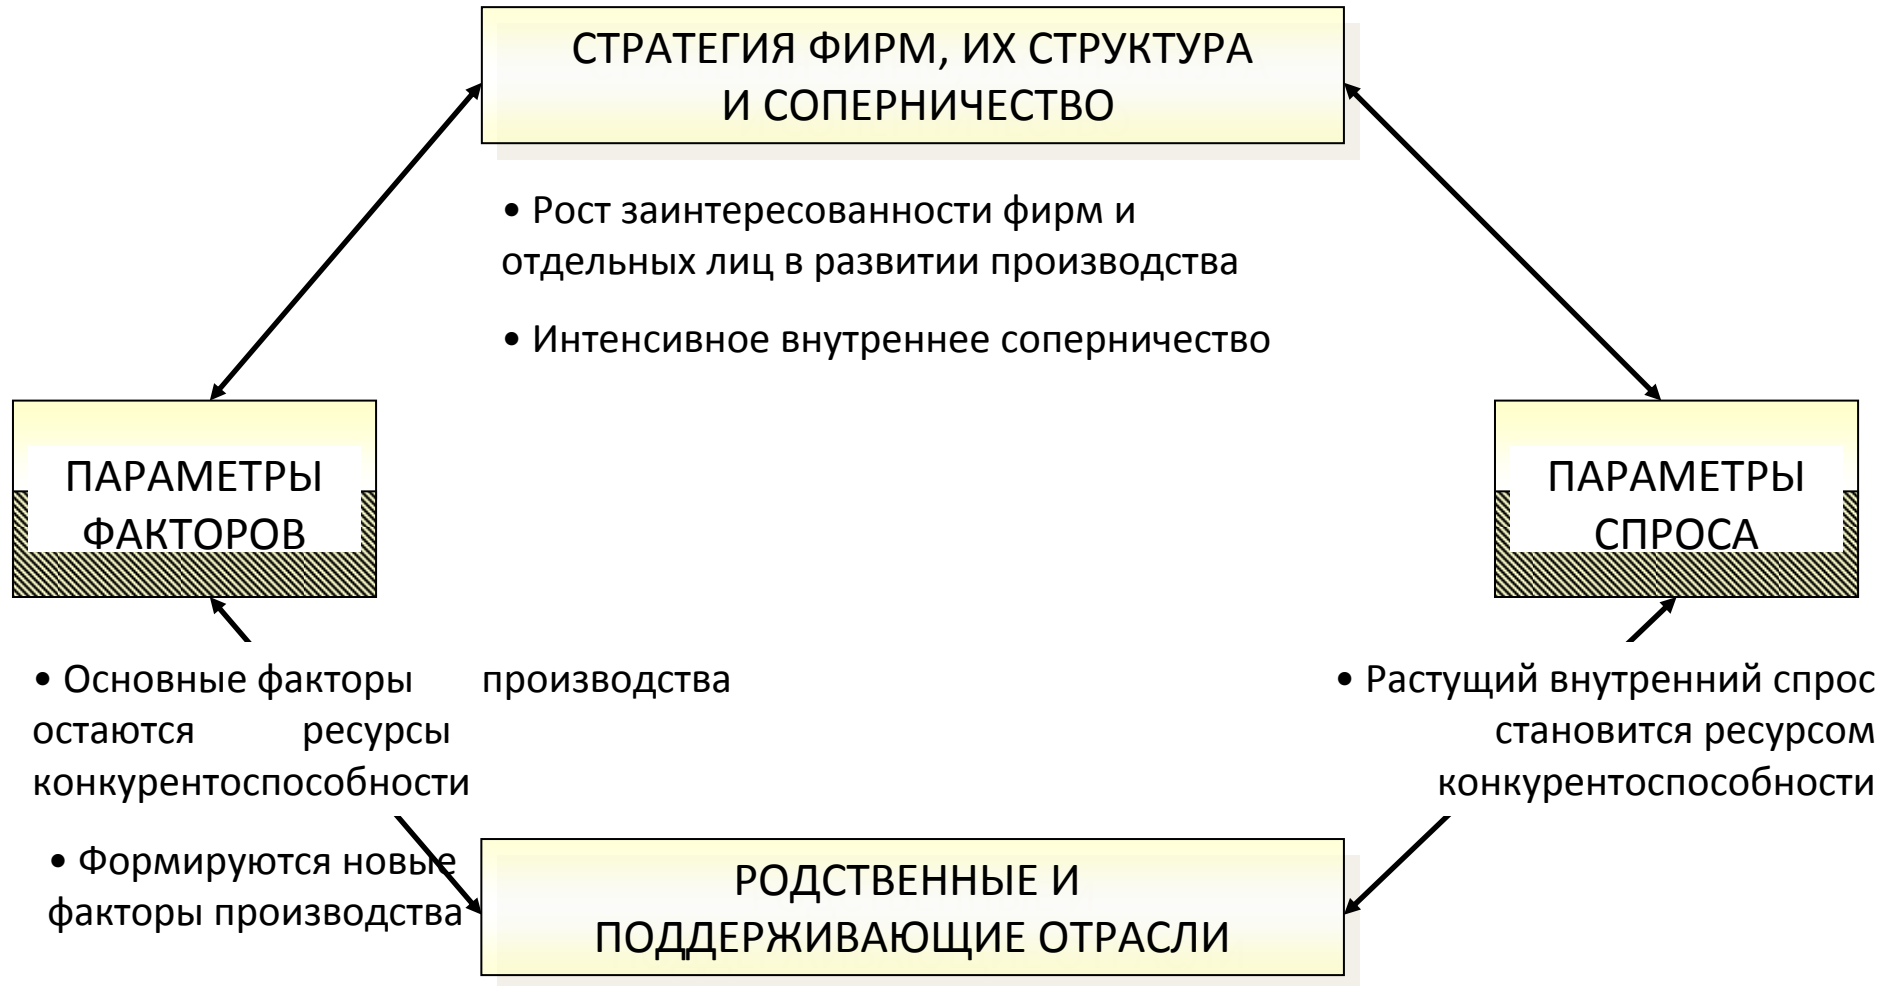 СТРАТЕГИЯ ФИРМ, ИХ СТРУКТУРА
И СОПЕРНИЧЕСТВО
• Рост заинтересованности фирм и
отдельных лиц в развитии производства
• Интенсивное внутреннее соперничество
ПАРАМЕТРЫ
ФАКТОРОВ
ПАРАМЕТРЫ
СПРОСА
• Основные факторы производства
остаются ресурсы
конкурентоспособности
• Формируются новые
факторы производства
• Растущий внутренний спрос
становится ресурсом
конкурентоспособности
РОДСТВЕННЫЕ И
ПОДДЕРЖИВАЮЩИЕ ОТРАСЛИ